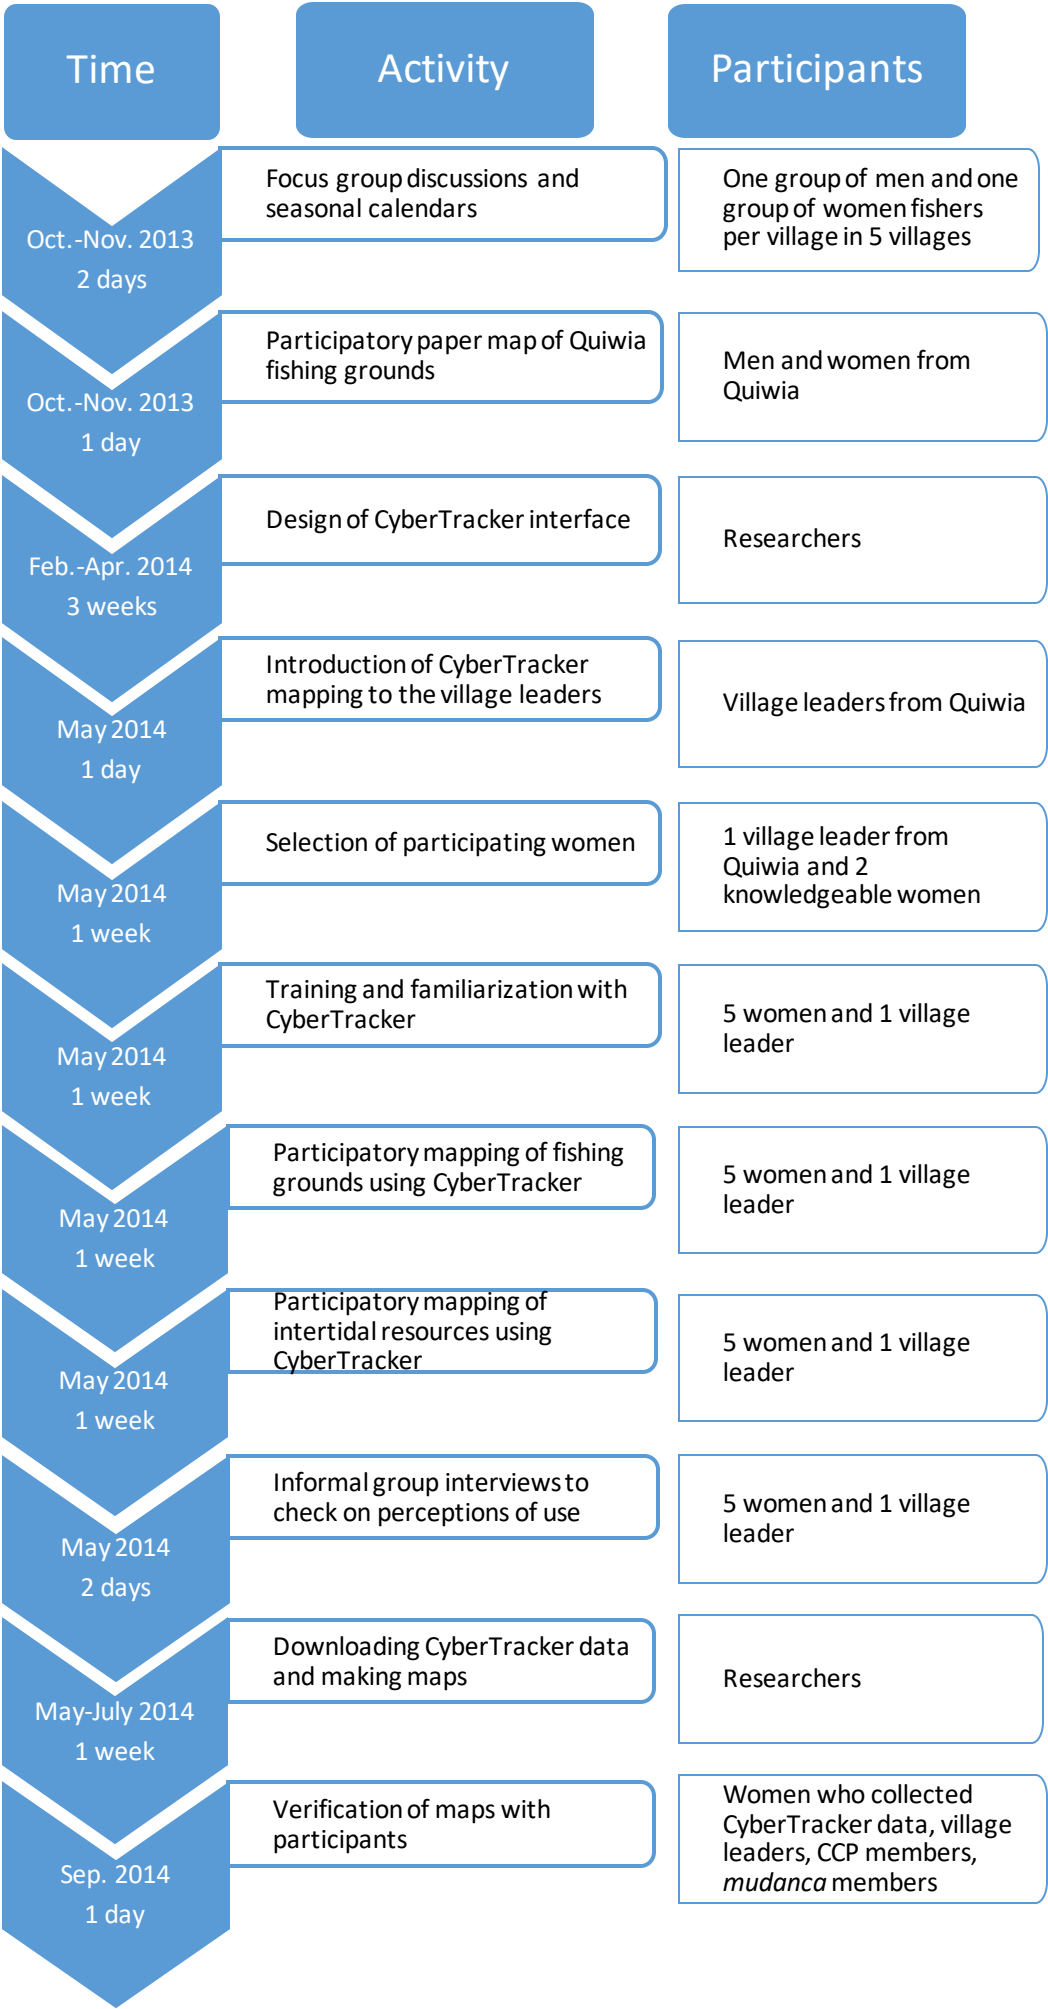 Time
Activity
Participants
Oct.-Nov. 2013
2 days
Focus group discussions and
seasonal calendars
One group of men and one
group of women fishers
per village in 5 villages
Oct.-Nov. 2013
1 day
Participatory paper map of Quiwia
fishing grounds
Men and women from
Quiwia
Feb.-Apr. 2014
3 weeks
Design of CyberTracker interface
Researchers
May 2014
1 day
Introduction of CyberTracker
mapping to the village leaders
Village leaders from Quiwia
May 2014
1 week
Selection of participating women
1 village leader from
Quiwia and 2
knowledgeable women
May 2014
1 week
Training and familiarization with
CyberTracker
5 women and 1 village
leader
May 2014
1 week
Participatory mapping of fishing
grounds using CyberTracker
5 women and 1 village
leader
May 2014
1 week
Participatory mapping of
intertidal resources using
CyberTracker
5 women and 1 village
leader
May 2014
2 days
Informal group interviews to
check on perceptions of use
5 women and 1 village
leader
May-July 2014
1 week
Downloading CyberTracker data
and making maps
Researchers
Sep. 2014
1 day
Verification of maps with
participants
Women who collected
CyberTracker data, village
leaders, CCP members,
mudanca members